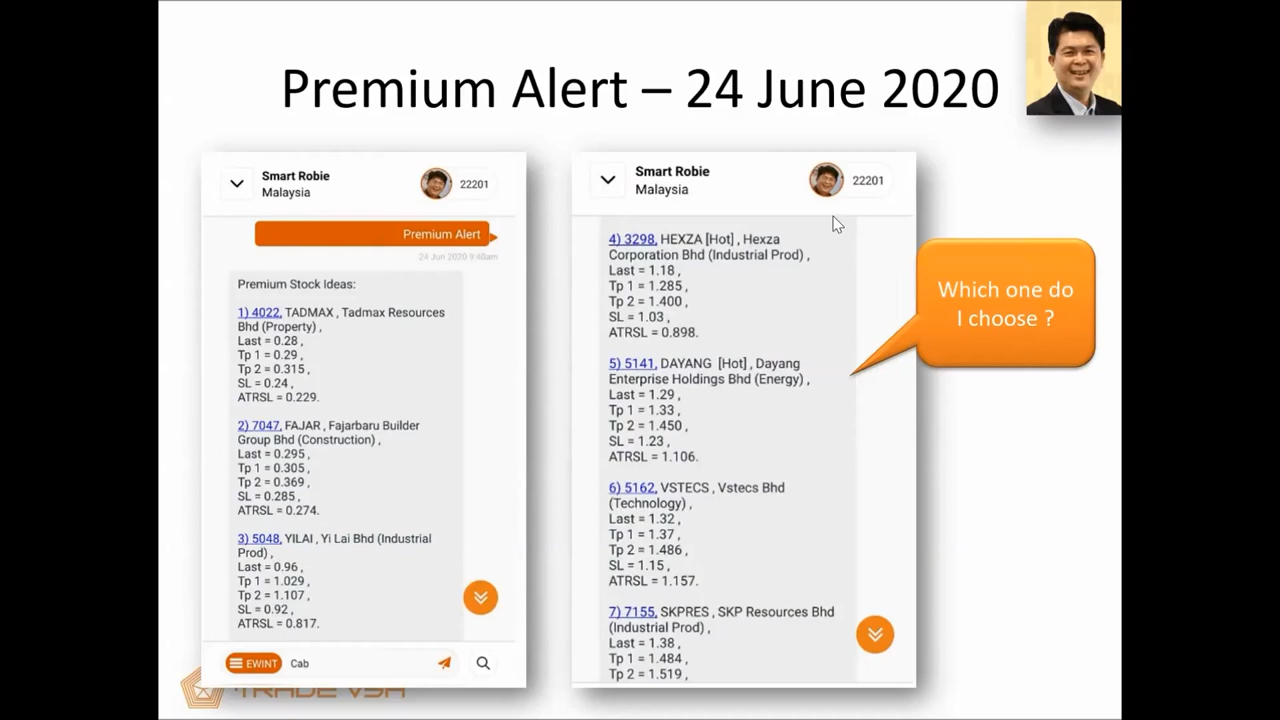 Premium Alert – 24 June 2020
Smart Robie
Malaysia
22201
Premium Alert
24 Jun 2020 9:40am
Premium Stock Ideas:
1) 4022, TADMAX , Tadmax Resources
Bhd (Property) ,
Last = 0.28 ,
Tp 1 = 0.29 ,
Tp 2 = 0.315 ,
SL = 0.24 ,
ATRSL = 0.229.
2) 7047, FAJAR , Fajarbaru Builder
Group Bhd (Construction) ,
Last = 0.295 ,
Tp 1 = 0.305 ,
Tp 2 = 0.369 ,
SL = 0.285 ,
ATRSL = 0.274.
3) 5048, YILAI , Yi Lai Bhd (Industrial
Prod) ,
Last = 0.96 ,
Tp 1 = 1.029 ,
Tp 2 = 1.107 ,
SL = 0.92 ,
ATRSL = 0.817.
EWINT Cab
TRADE VSA
Smart Robie
Malaysia
22201
4) 3298, HEXZA [Hot] , Hexza
Corporation Bhd (Industrial Prod) ,
Last = 1.18 ,
Tp 1 = 1.285 ,
Tp 2 = 1.400 ,
SL = 1.03 ,
ATRSL = 0.898.
5) 5141, DAYANG [Hot] , Dayang
Enterprise Holdings Bhd (Energy) ,
Last = 1.29 ,
Tp 1 = 1.33 ,
Tp 2 = 1.450 ,
SL = 1.23 ,
ATRSL = 1.106.
6) 5162, VSTECS , Vstecs Bhd
(Technology) ,
Last = 1.32 ,
Tp 1 = 1.37 ,
Tp 2 = 1.486 ,
SL = 1.15 ,
ATRSL = 1.157.
7) 7155, SKPRES , SKP Resources Bhd
(Industrial Prod) ,
Last = 1.38 ,
Tp 1 = 1.484 ,
Tp 2 = 1.519 ,
Which one do
I choose ?